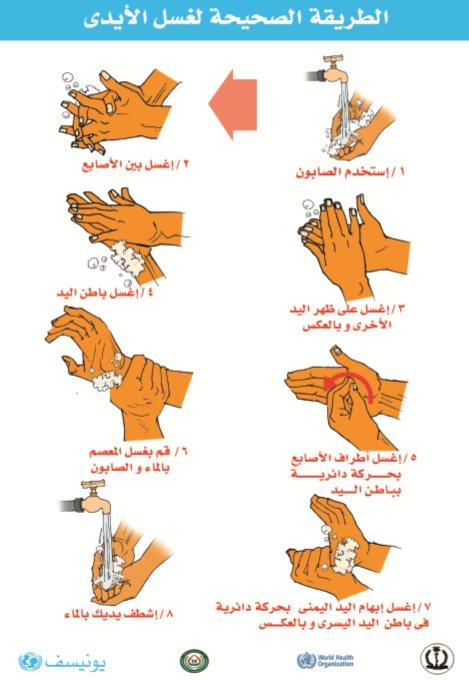 الطريقة الصحيحة لغسل الأيدى
١/ إستخدم الصابون
٢/ إغسل بين الأصابع
٣/ إغسل على ظهر اليد
الأخرى و بالعكس
٤/ إغسل باطن اليد
٥/ إغسل أطراف الأصابع
بحركة دائرية
بباطن اليد
٦/ قم بغسل المعصم
بالماء و الصابون
٧/ إغسل إبهام اليد اليمنى بحركة دائرية
فى باطن اليد اليسرى و بالعكس
٨/ إشطف يديك بالماء
World Health
Organization
يونيسف